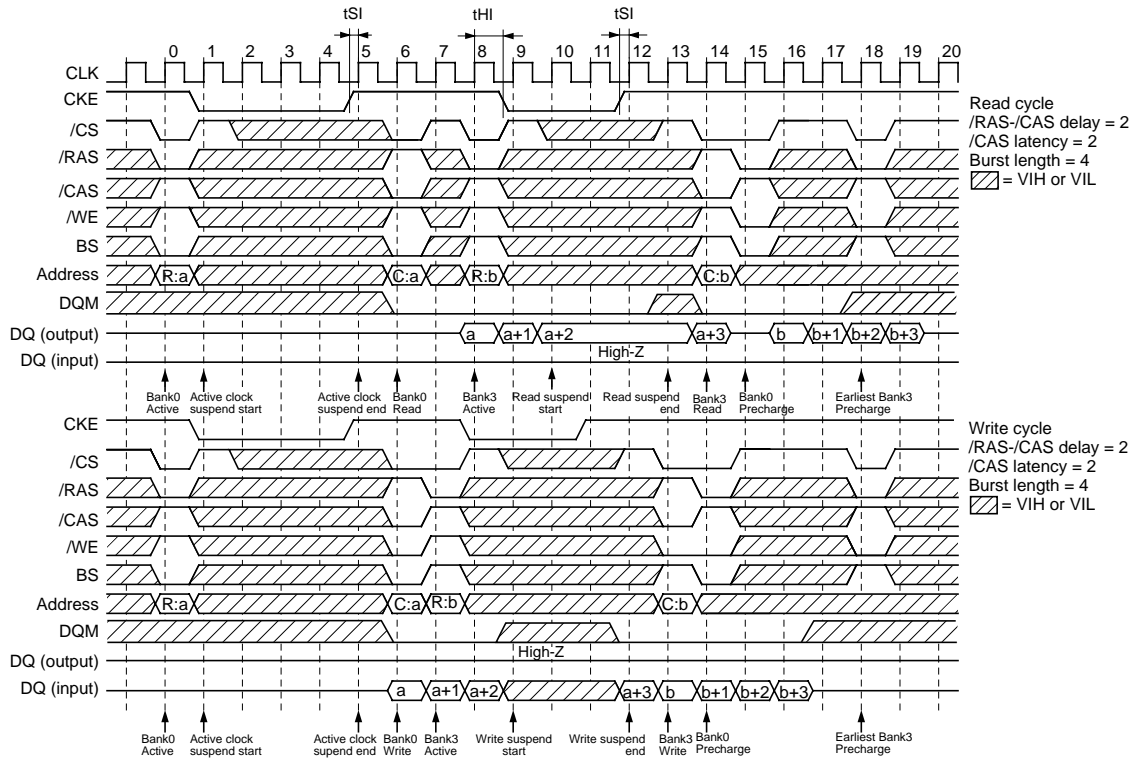 tSI tHI tSI
0 1 2 3 4 5 6 7 8 9 10 11 12 13 14 15 16 17 18 19 20
CLK
CKE
/CS
/RAS
/CAS
/WE
BS
Address R:a C:a R:b C:b
DQM
DQ (output) a a+1 a+2 a+3 b b+1 b+2 b+3
High-Z
DQ (input)
Read cycle
/RAS-/CAS delay = 2
/CAS latency = 2
Burst length = 4
= VIH or VIL
Bank0
Active
Active clock
suspend start
Active clock
suspend end
Bank0
Read
Bank3
Active
Read suspend
start
Read suspend
end
Bank3
Read
Bank0
Precharge
Earliest Bank3
Precharge
CKE
/CS
/RAS
/CAS
/WE
BS
Address R:a C:a R:b C:b
DQM
High-Z
DQ (output)
DQ (input) a a+1 a+2 a+3 b b+1 b+2 b+3
Write cycle
/RAS-/CAS delay = 2
/CAS latency = 2
Burst length = 4
= VIH or VIL
Bank0
Active
Active clock
suspend start
Active clock
supend end
Bank0
Write
Bank3
Active
Write suspend
start
Write suspend
end
Bank3
Write
Bank0
Precharge
Earliest Bank3
Precharge